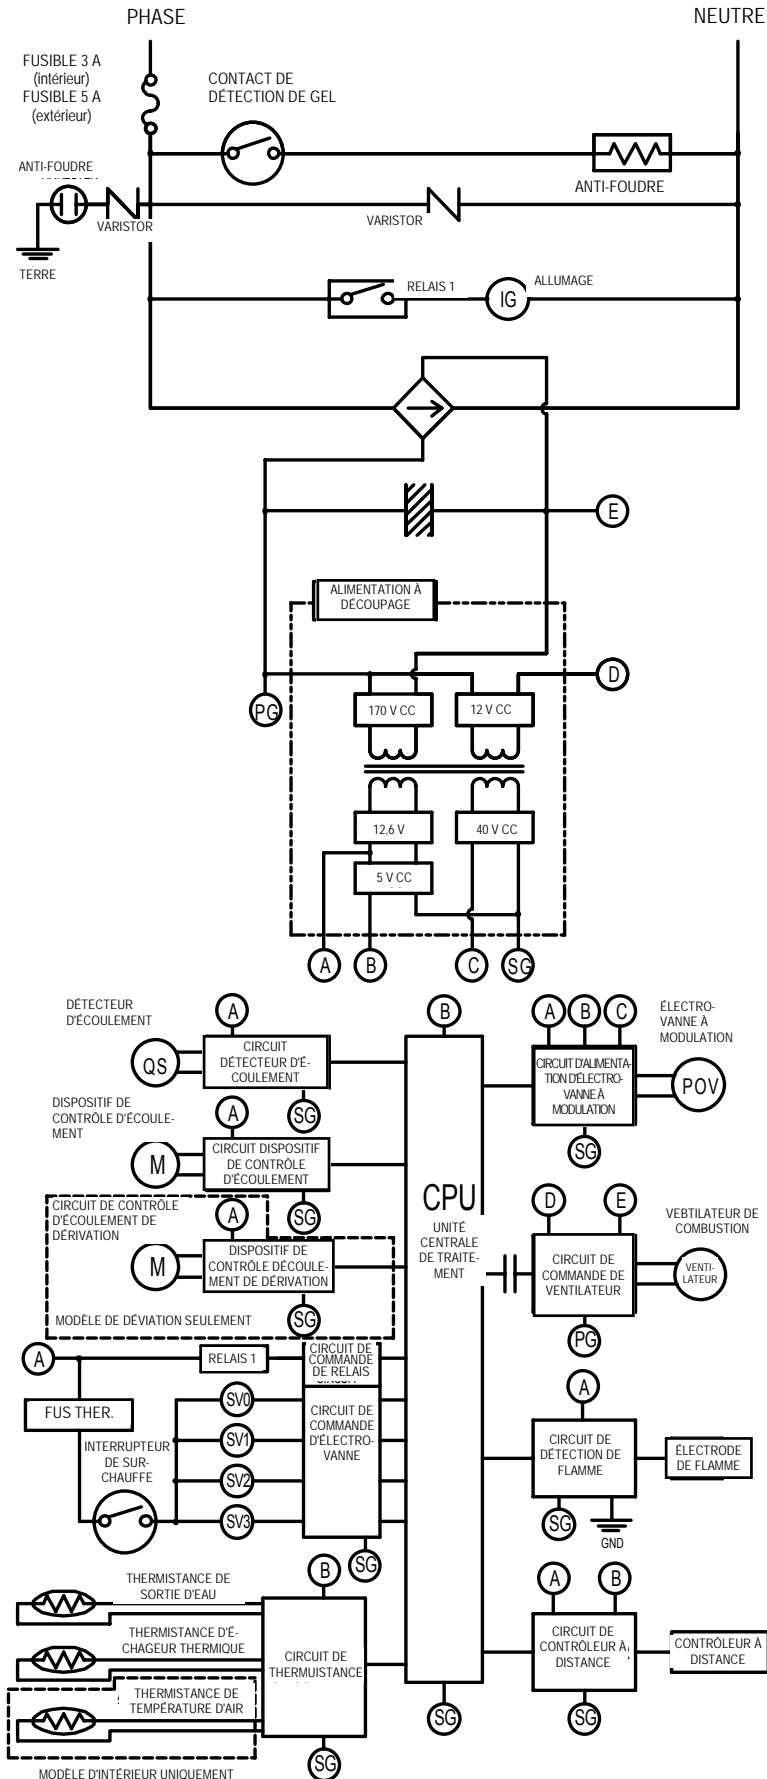 PHASE
NEUTRE
FUSIBLE 3 A
(intérieur)
FUSIBLE 5 A
(extérieur)
CONTACT DE
DÉTECTION DE GEL
ANTI-FOUDRE
ANTI-FOUDRE
VARISTOR
VARISTOR
TERRE
RELAIS 1
IG
ALLUMAGE
E
ALIMENTATION À
DÉCOUPAGE
D
PG
170 V CC
12 V CC
12,6 V
40 V CC
5 V CC
A
B
C
SG
DÉTECTEUR
D'ÉCOULEMENT
A
QS
CIRCUIT
DÉTECTEUR D'É-
COULEMENT
SG
B
A
B
C
ÉLECTRO-
VANNE À
MODULATION
CIRCUIT D'ALIMENTA-
TION D'ÉLECTRO-
VANNE À
MODULATION
POV
SG
DISPOSITIF DE
CONTRÔLE D'ÉCOULE-
MENT
A
M
CIRCUIT DISPOSITIF
DE CONTRÔLE
D'ÉCOULEMENT
SG
CPU
UNITÉ
CENTRALE
DE TRAITE-
MENT
CIRCUIT DE CONTRÔLE
D'ÉCOULEMENT DE
DÉRIVATION
A
M
DISPOSITIF DE
CONTRÔLE DÉCOULE-
MENT DE DÉRIVATION
SG
MODÈLE DE DÉVIATION SEULEMENT
D
E
VEBTILATEUR DE
COMBUSTION
CIRCUIT DE
COMMANDE DE
VENTILATEUR
VENTI-
LATEUR
PG
A
RELAIS 1
CIRCUIT DE
COMMANDE
DE RELAIS
FUS THER.
SV0
SV1
SV2
SV3
CIRCUIT DE
COMMANDE
D'ÉLECTRO-
VANNE
INTERRUPTEUR
DE SUR-
CHAUFFE
SG
A
CIRCUIT DE
DÉTECTION DE
FLAMME
ÉLECTRODE
DE FLAMME
SG
GND
THERMISTANCE DE
SORTIE D'EAU
B
THERMISTANCE D'É-
CHAGEUR THERMIQUE
CIRCUIT DE
THERMUISTANCE
THERMISTANCE DE
TEMPÉRATURE D'AIR
SG
MODÈLE D'INTÉRIEUR UNIQUEMENT
SG
A
B
CIRCUIT DE
CONTRÔLEUR À
DISTANCE
CONTRÔLEUR À
DISTANCE
SG